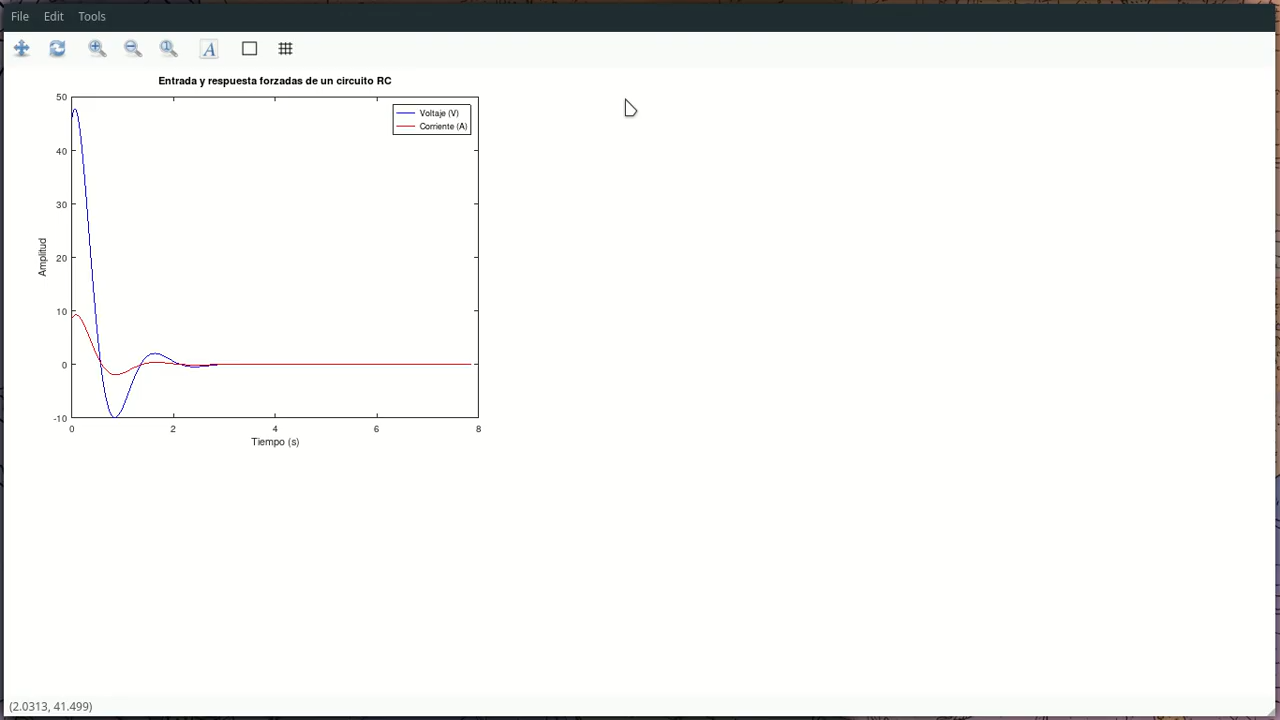 File Edit Tools
A
Entrada y respuesta forzadas de un circuito RC
50
40
30
20
10
0
-10
Amplitud
Voltaje (V)
Corriente (A)
0 2 4 6 8
Tiempo (s)
(2.0313, 41.499)